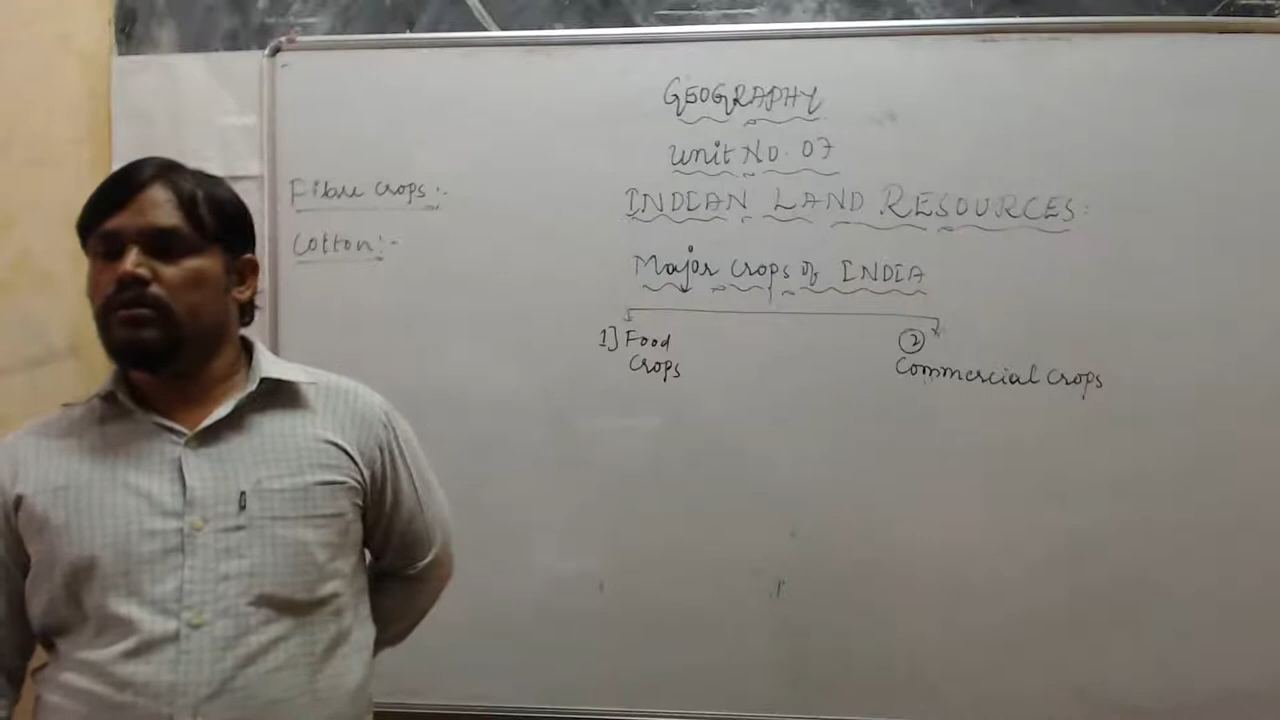 GEOGRAPHY
Unit No. 07
INDIAN LAND RESOURCES:
Major Crops of INDIA
1] Food Crops
② Commercial Crops
Fibre Crops:-
Cotton:-